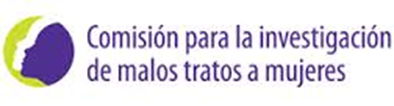 Comisión para la investigación
de malos tratos a mujeres